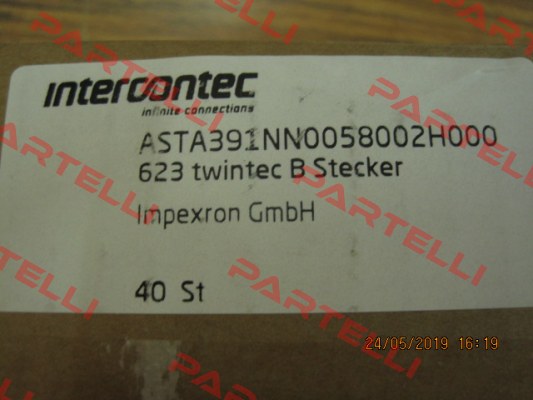 intercontec
infinite connections
ASTA391NN0058002H000
623 twintec B Stecker
Impexron GmbH
40 St
24/05/2019 16:19
PARTELLI
PARTELLI
PARTELLI
PARTELLI
PARTELLI
PARTELLI
PARTELLI